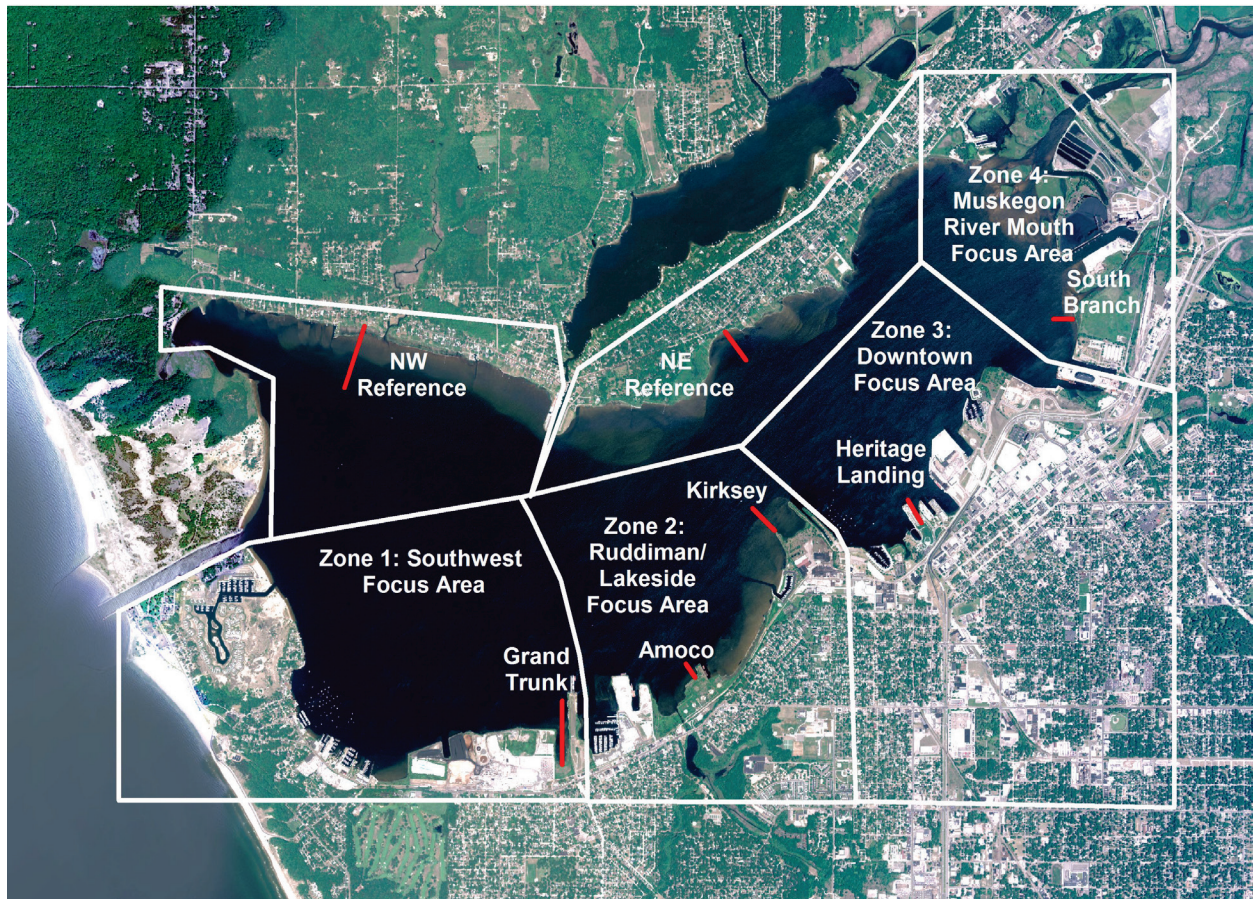 Zone 4:
Muskegon
River Mouth
Focus Area
South
Branch
Zone 3:
Downtown
Focus Area
NW
Reference
NE
Reference
Heritage
Landing
Kirksey
Zone 2:
Ruddiman/
Lakeside
Focus Area
Zone 1: Southwest
Focus Area
Amoco
Grand
Trunk